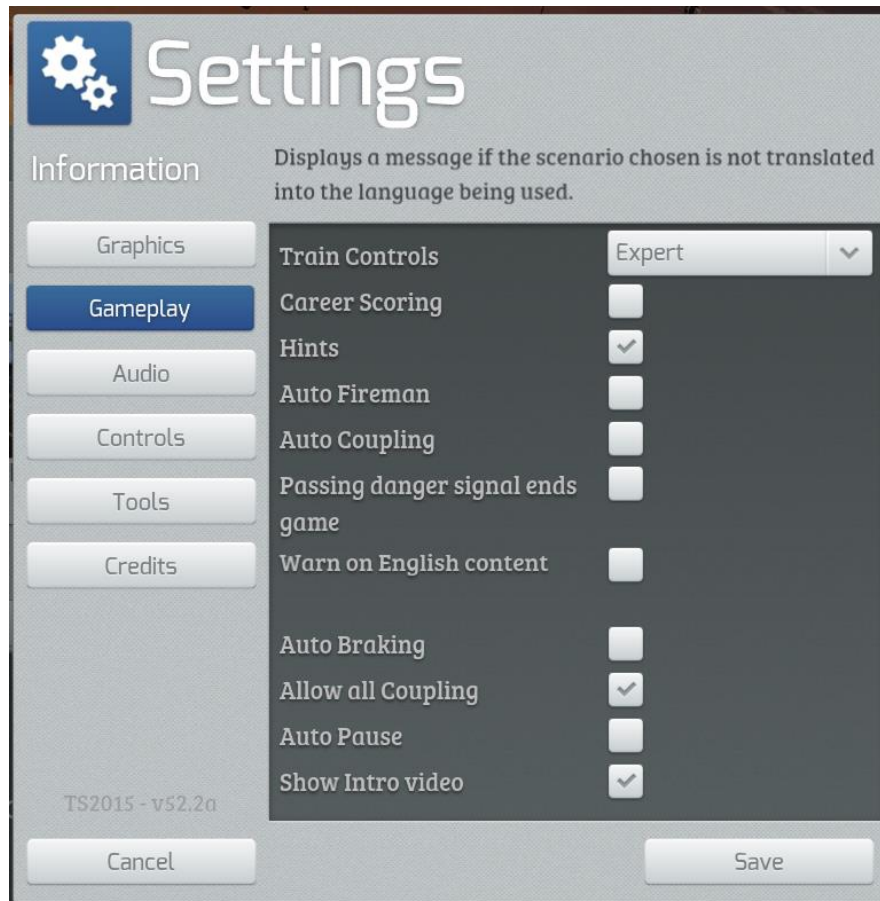 Settings
Information
Displays a message if the scenario chosen is not translated
into the language being used.
Graphics
Gameplay
Audio
Controls
Tools
Credits
TS2015 - v52.2a
Cancel
Train Controls
Expert
Career Scoring
Hints
Auto Fireman
Auto Coupling
Passing danger signal ends
game
Warn on English content
Auto Braking
Allow all Coupling
Auto Pause
Show Intro video
Save